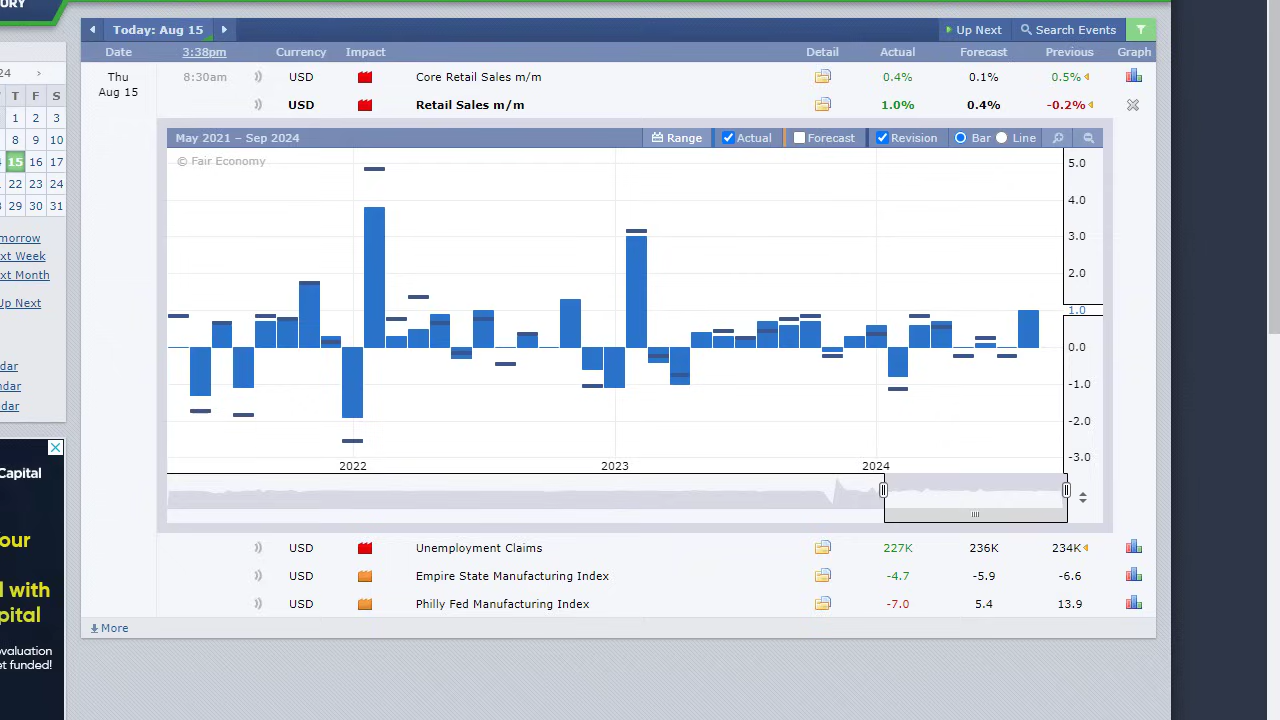 URY
Today: Aug 15
Up Next
Search Events
Date 3:38pm Currency Impact Detail Actual Forecast Previous Graph
Thu
Aug 15
8:30am USD Core Retail Sales m/m 0.4% 0.1% 0.5%
USD Retail Sales m/m 1.0% 0.4% -0.2%
May 2021 – Sep 2024 Range Actual Forecast Revision Bar Line
© Fair Economy
5.0
4.0
3.0
2.0
1.0
0.0
-1.0
-2.0
-3.0
2022 2023 2024
USD Unemployment Claims 227K 236K 234K
USD Empire State Manufacturing Index -4.7 -5.9 -6.6
USD Philly Fed Manufacturing Index -7.0 5.4 13.9
More
24
T F S
1 2 3
8 9 10
15 16 17
22 23 24
29 30 31
morrow
ext Week
ext Month
Up Next
dar
ndar
dar
Capital
our
d with
pital
evaluation
et funded!